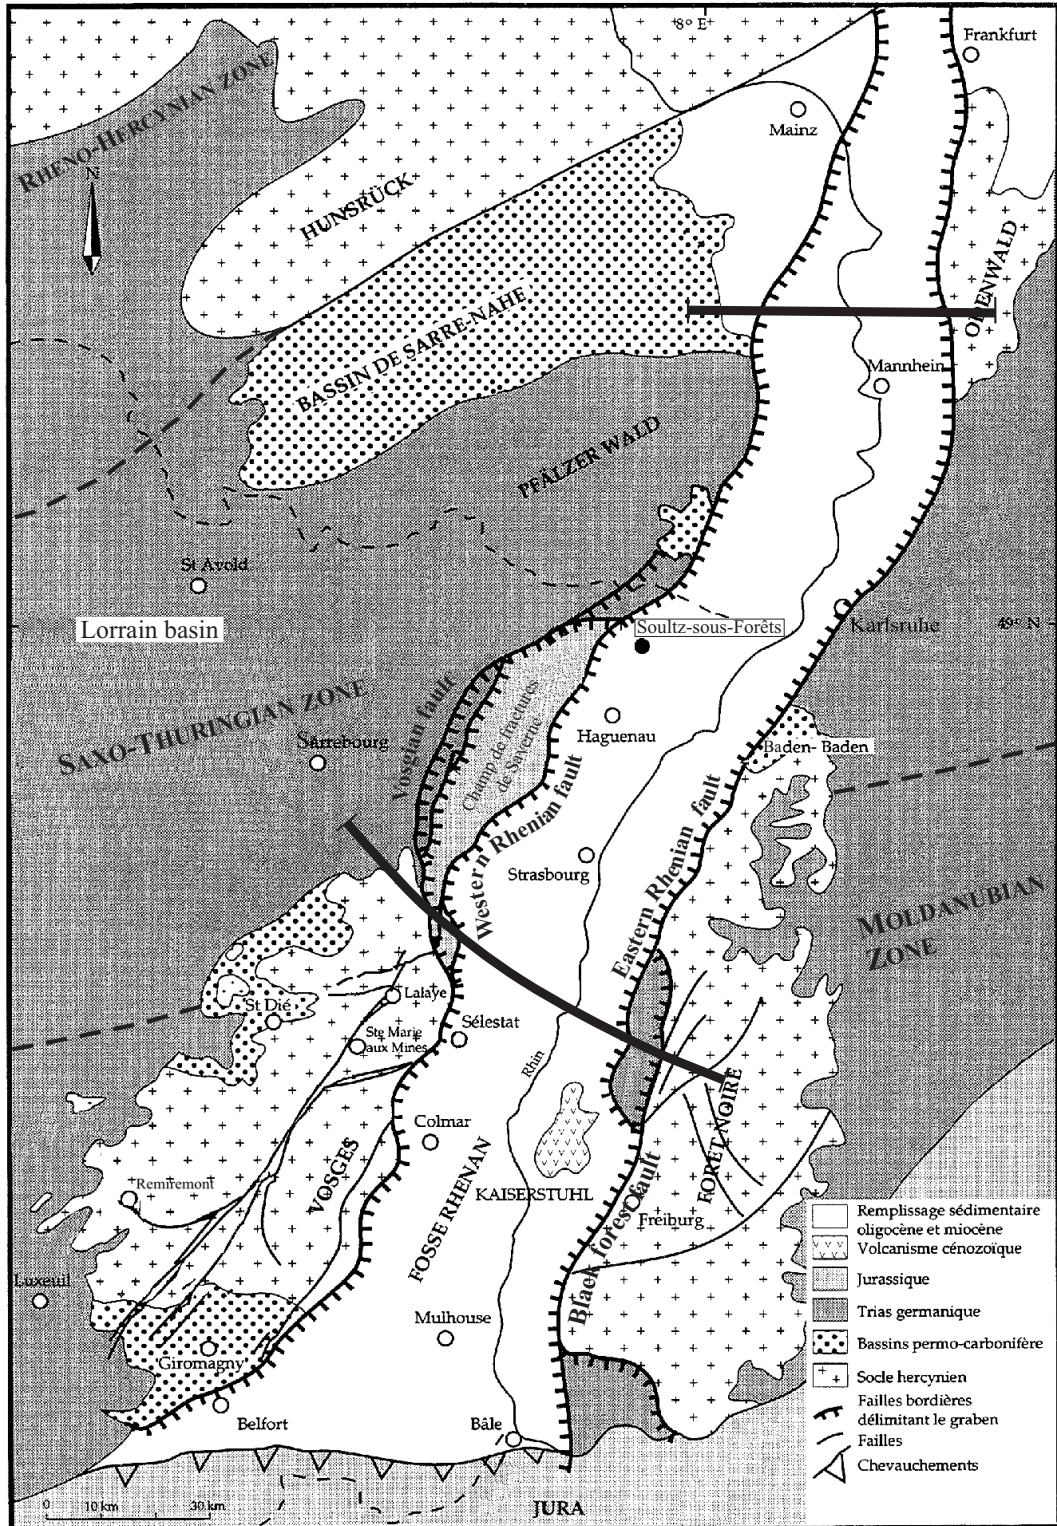 8° E
Frankfurt
Mainz
RHENO-HERCYNIAN ZONE
N
HUNSRÜCK
ODENWALD
BASSIN DE SARRE-NAHE
Mannhein
PFÄLZER WALD
St Avold
Lorrain basin
Soultz-sous-Forêts
Karlsruhe
49° N
SAXO-THURINGIAN ZONE
Sarrebourg
Vosgian fault
Champ de fractures
de Saverne
Haguenau
Baden- Baden
Western Rhenian fault
Strasbourg
Eastern Rhenian fault
MOLDANUBIAN
ZONE
Lalaye
St Dié
Ste Marie
aux Mines
Sélestat
Rhin
Colmar
VOSGES
FORET NOIRE
Remiremont
FOSSE RHENAN
KAISERSTUHL
Freiburg
Black forest fault
Luxeuil
Mulhouse
Giromagny
Belfort
Bâle
JURA
0 10 km 30 km
Remplissage sédimentaire
oligocène et miocène
Volcanisme cénozoïque
Jurassique
Trias germanique
Bassins permo-carbonifère
Socle hercynien
Failles bordières
délimitant le graben
Failles
Chevauchements